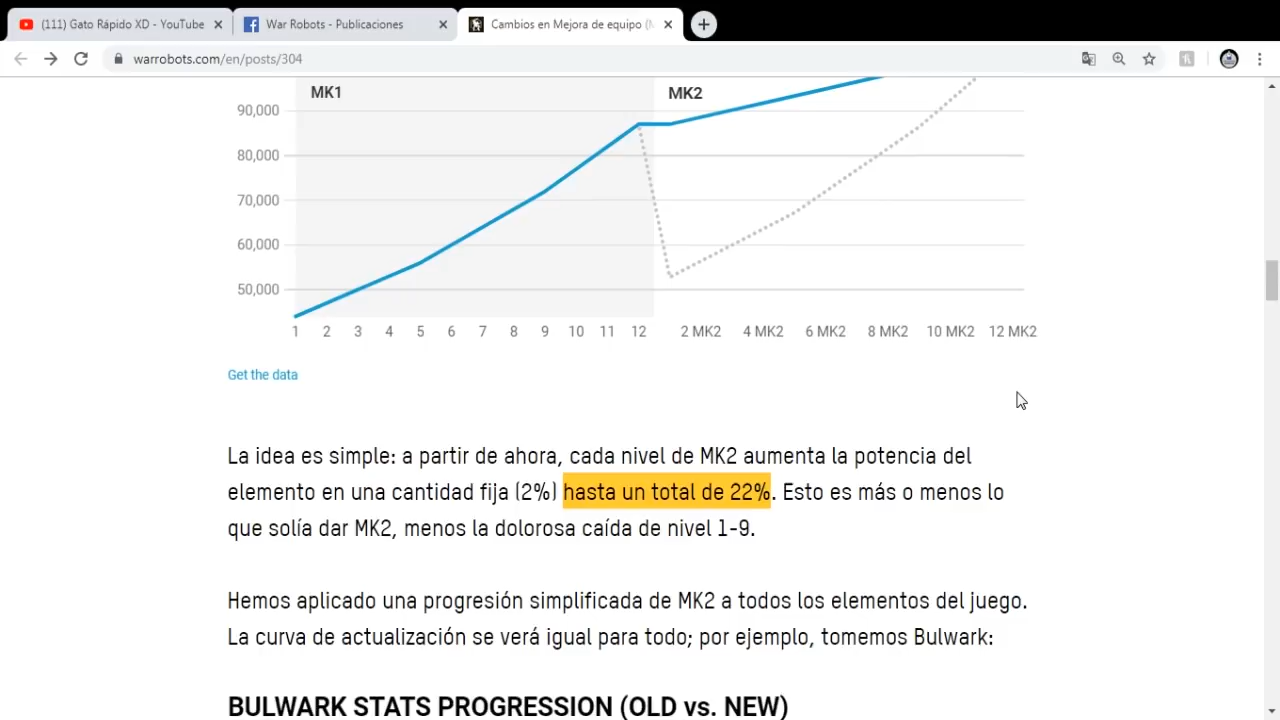 (111) Gato Rápido XD - YouTube
War Robots - Publicaciones
Cambios en Mejora de equipo (M
warrobots.com/en/posts/304
MK1
MK2
90,000
80,000
70,000
60,000
50,000
1 2 3 4 5 6 7 8 9 10 11 12 2 MK2 4 MK2 6 MK2 8 MK2 10 MK2 12 MK2
Get the data
La idea es simple: a partir de ahora, cada nivel de MK2 aumenta la potencia del
elemento en una cantidad fija (2%) hasta un total de 22%. Esto es más o menos lo
que solía dar MK2, menos la dolorosa caída de nivel 1-9.
Hemos aplicado una progresión simplificada de MK2 a todos los elementos del juego.
La curva de actualización se verá igual para todo; por ejemplo, tomemos Bulwark:
BULWARK STATS PROGRESSION (OLD vs. NEW)